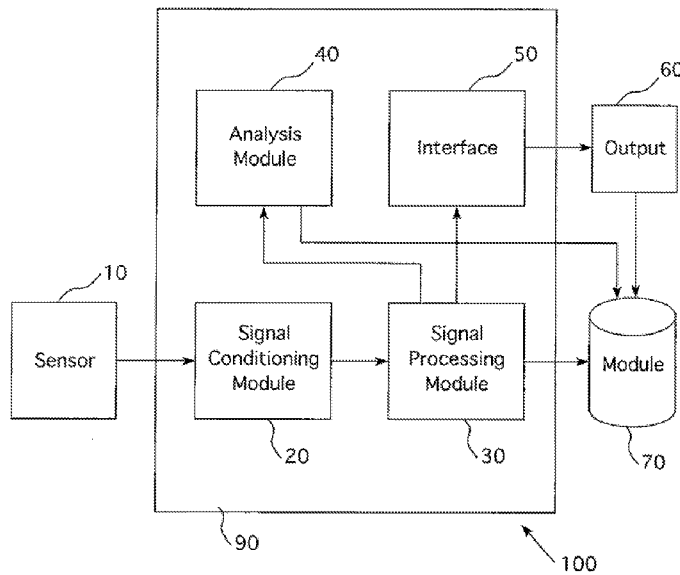 40
50
60
Analysis
Module
Interface
Output
10
Sensor
Signal
Conditioning
Module
Signal
Processing
Module
Module
20
30
70
90
100